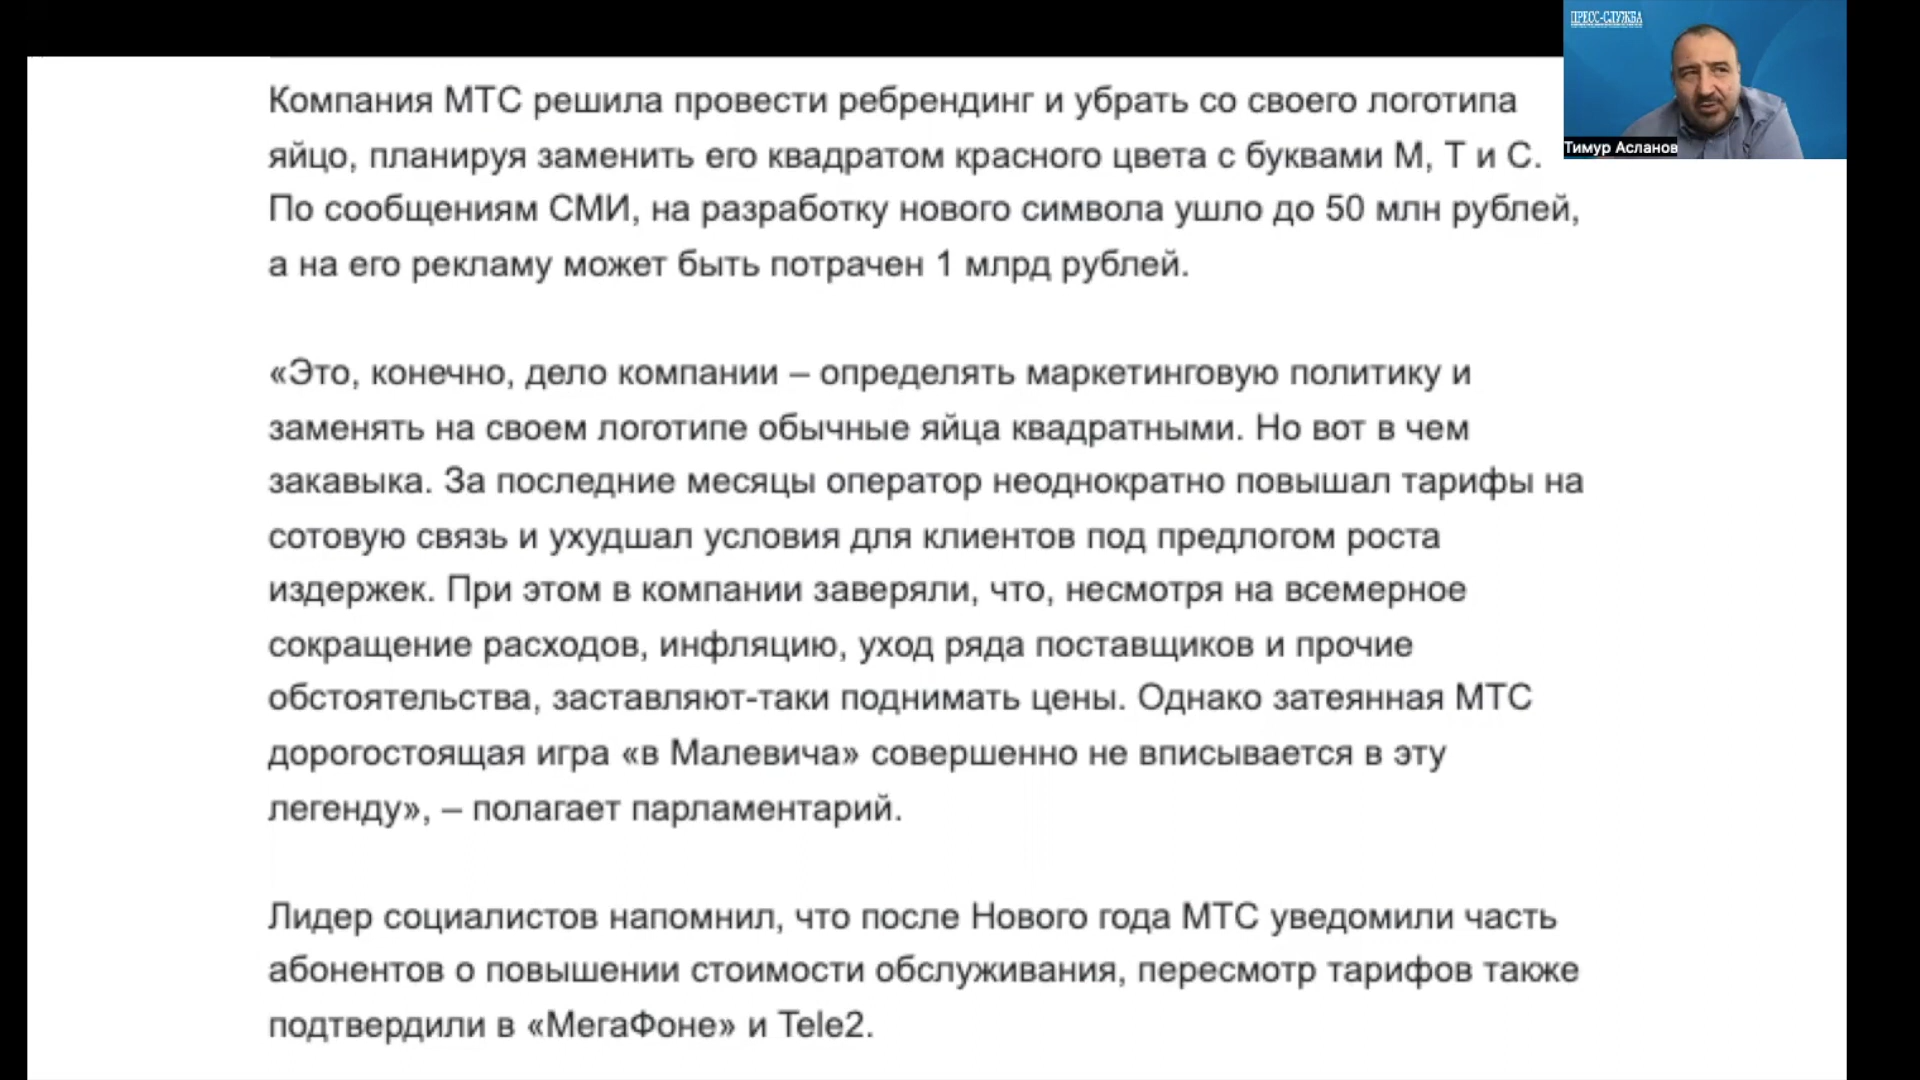 ПРЕСС-СЛУЖБА
Тимур Асланов
Компания МТС решила провести ребрендинг и убрать со своего логотипа
яйцо, планируя заменить его квадратом красного цвета с буквами М, Т и С.
По сообщениям СМИ, на разработку нового символа ушло до 50 млн рублей,
а на его рекламу может быть потрачен 1 млрд рублей.
«Это, конечно, дело компании – определять маркетинговую политику и
заменять на своем логотипе обычные яйца квадратными. Но вот в чем
закавыка. За последние месяцы оператор неоднократно повышал тарифы на
сотовую связь и ухудшал условия для клиентов под предлогом роста
издержек. При этом в компании заверяли, что, несмотря на всемерное
сокращение расходов, инфляцию, уход ряда поставщиков и прочие
обстоятельства, заставляют-таки поднимать цены. Однако затеянная МТС
дорогостоящая игра «в Малевича» совершенно не вписывается в эту
легенду», – полагает парламентарий.
Лидер социалистов напомнил, что после Нового года МТС уведомили часть
абонентов о повышении стоимости обслуживания, пересмотр тарифов также
подтвердили в «МегаФоне» и Tele2.